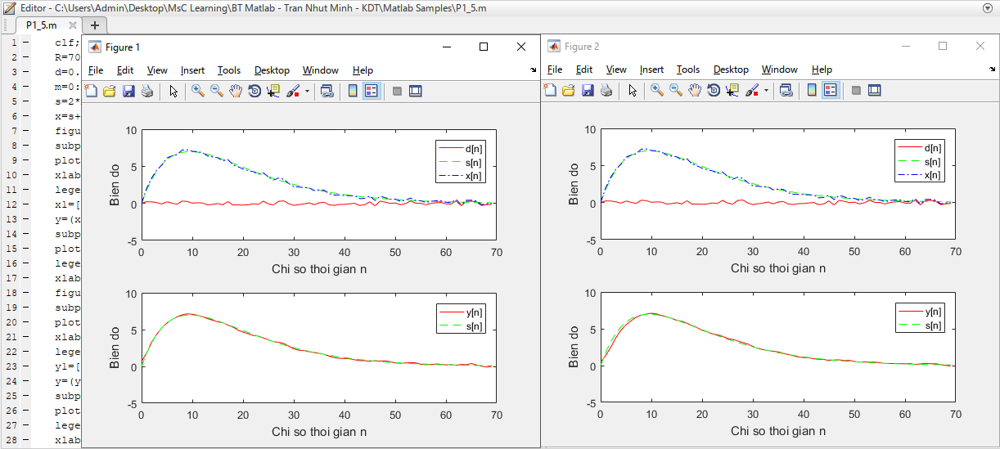 Editor - C:\Users\Admin\Desktop\MsC Learning\BT Matlab - Tran Nhut Minh - KDT\Matlab Samples\P1_5.m
P1_5.m
1 - clf;
2 - R=70
3 - d=0.
4 - m=0:
5 - s=2*
6 - x=s+
7 - figu
8 - subp
9 - plot
10 - xlab
11 - lege
12 - x1=[
13 - y=(x
14 - subp
15 - plot
16 - lege
17 - xlab
18 - figu
19 - subp
20 - plot
21 - xlab
22 - lege
23 - y1=[
24 - y=(y
25 - subp
26 - plot
27 - lege
28 - xlab
Figure 1
File Edit View Insert Tools Desktop Window Help
10
5
0
-5
Bien do
d[n]
s[n]
x[n]
0 10 20 30 40 50 60 70
Chi so thoi gian n
10
5
0
-5
Bien do
y[n]
s[n]
0 10 20 30 40 50 60 70
Chi so thoi gian n
Figure 2
File Edit View Insert Tools Desktop Window Help
10
5
0
-5
Bien do
d[n]
s[n]
x[n]
0 10 20 30 40 50 60 70
Chi so thoi gian n
10
5
0
-5
Bien do
y[n]
s[n]
0 10 20 30 40 50 60 70
Chi so thoi gian n